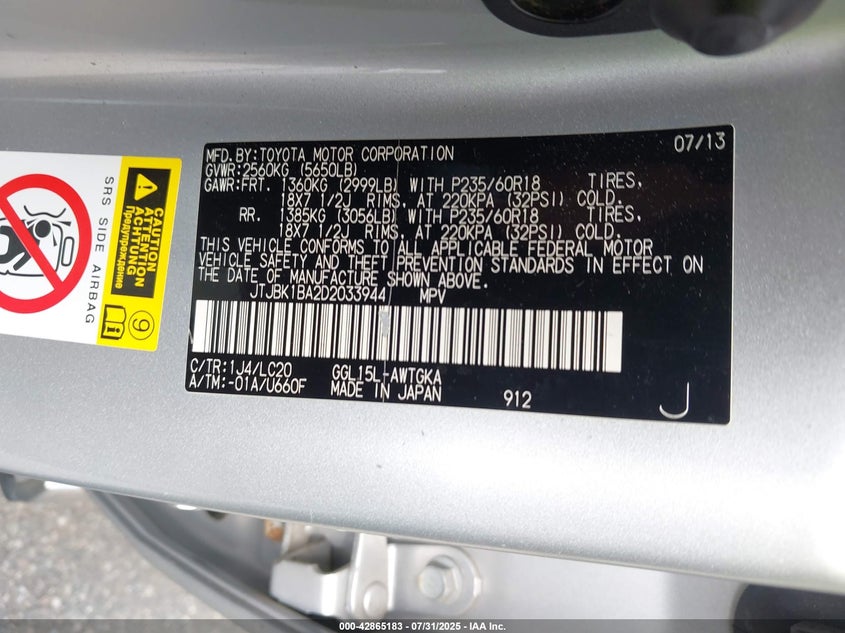 MFD.BY:TOYOTA MOTOR CORPORATION 07/13
GVWR:2560KG (5650LB)
GAWR:FRT. 1360KG (2999LB) WITH P235/60R18 TIRES,
18X7 1/2J RIMS. AT 220KPA (32PSI) COLD.
RR. 1385KG (3056LB) WITH P235/60R18 TIRES,
18X7 1/2J RIMS. AT 220KPA (32PSI) COLD.
THIS VEHICLE CONFORMS TO ALL APPLICABLE FEDERAL MOTOR
VEHICLE SAFETY AND THEFT PREVENTION STANDARDS IN EFFECT ON
THE DATE OF MANUFACTURE SHOWN ABOVE.
JTJBK1BA2D2033944 MPV
C/TR:1J4/LC20 GGL15L-AWTGKA
A/TM:-01A/U660F MADE IN JAPAN 912
J
SRS SIDE AIRBAG
CAUTION
ATTENTION
ACHTUNG
Предупреждение
9
000-42865183 - 07/31/2025 - IAA Inc.